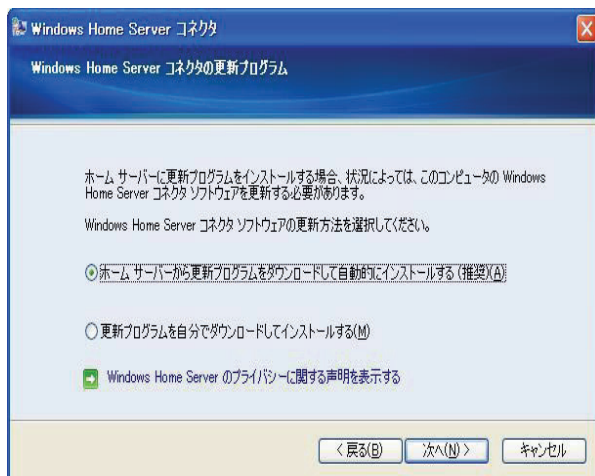 Windows Home Server コネクタ
Windows Home Server コネクタの更新プログラム
ホーム サーバーに更新プログラムをインストールする場合、状況によっては、このコンピュータの Windows
Home Server コネクタ ソフトウェアを更新する必要があります。
Windows Home Server コネクタ ソフトウェアの更新方法を選択してください。
ホーム サーバーから更新プログラムをダウンロードして自動的にインストールする (推奨)(A)
更新プログラムを自分でダウンロードしてインストールする(M)
Windows Home Server のプライバシーに関する声明を表示する
< 戻る(B) 次へ(N) > キャンセル